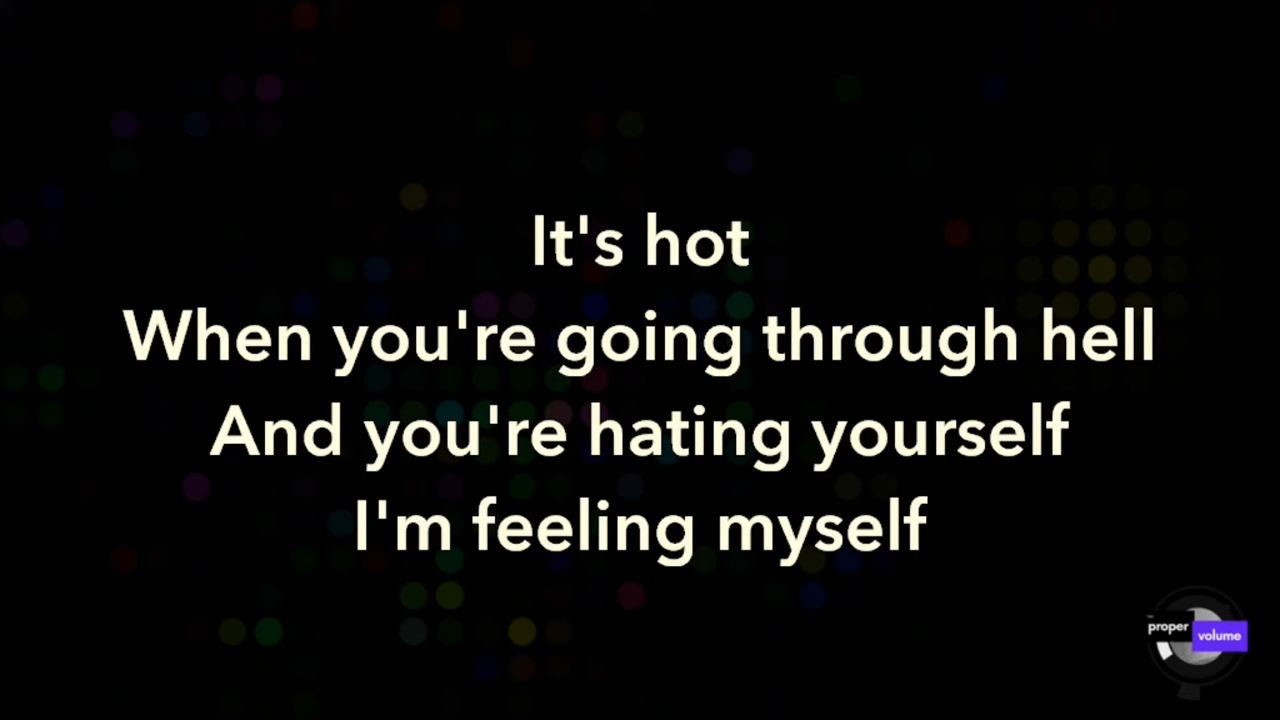 It's hot
When you're going through hell
And you're hating yourself
I'm feeling myself
proper
volume